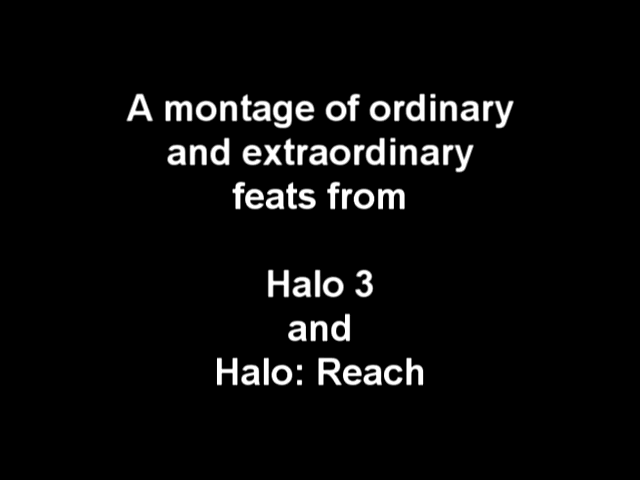 A montage of ordinary
and extraordinary
feats from
Halo 3
and
Halo: Reach